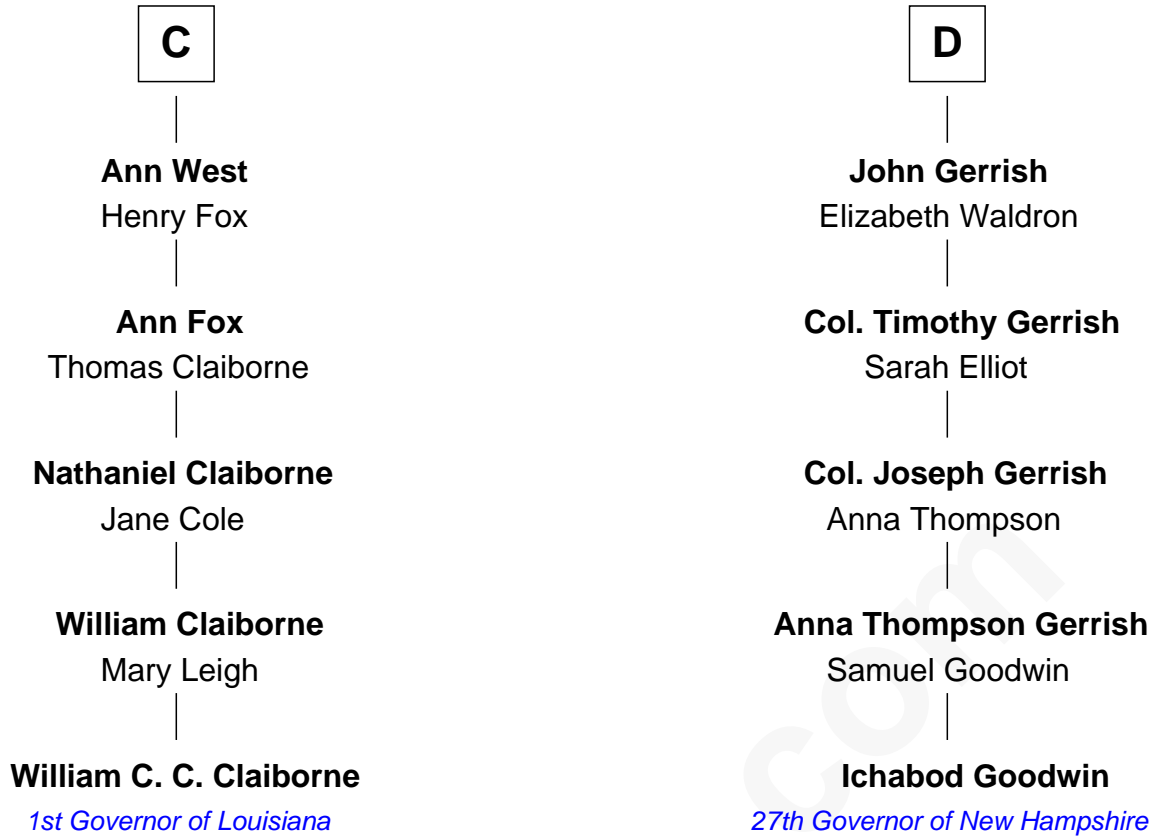 C
Ann West
Henry Fox
Ann Fox
Thomas Claiborne
Nathaniel Claiborne
Jane Cole
William Claiborne
Mary Leigh
William C. C. Claiborne
1st Governor of Louisiana
D
John Gerrish
Elizabeth Waldron
Col. Timothy Gerrish
Sarah Elliot
Col. Joseph Gerrish
Anna Thompson
Anna Thompson Gerrish
Samuel Goodwin
Ichabod Goodwin
27th Governor of New Hampshire
com